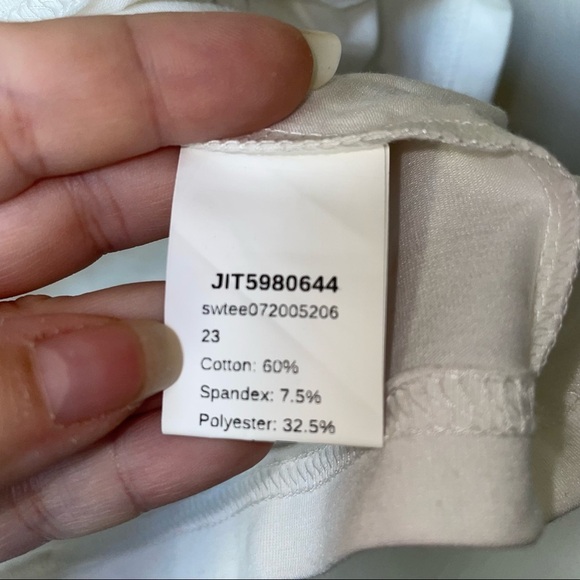 JIT5980644
swtee072005206
23
Cotton: 60%
Spandex: 7.5%
Polyester: 32.5%